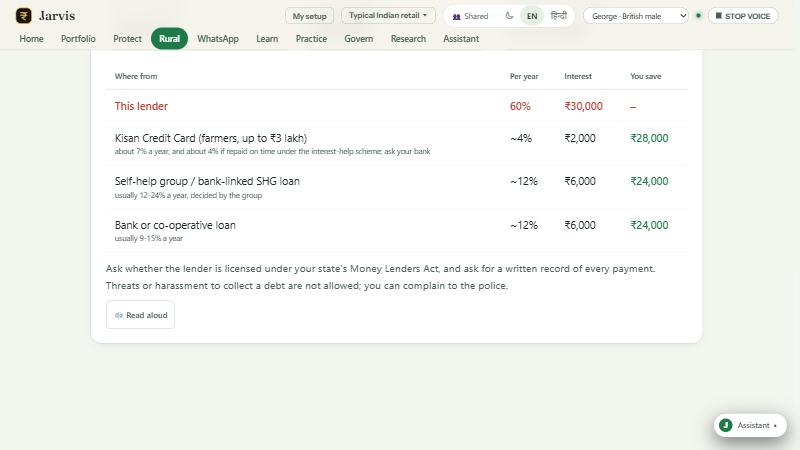 Jarvis
My setup
Typical Indian retail
Shared
EN
हिन्दी
George - British male
STOP VOICE
Home Portfolio Protect Rural WhatsApp Learn Practice Govern Research Assistant
Where from Per year Interest You save
This lender 60% ₹30,000 –
Kisan Credit Card (farmers, up to ₹3 lakh) ~4% ₹2,000 ₹28,000
about 7% a year, and about 4% if repaid on time under the interest-help scheme; ask your bank
Self-help group / bank-linked SHG loan ~12% ₹6,000 ₹24,000
usually 12-24% a year, decided by the group
Bank or co-operative loan ~12% ₹6,000 ₹24,000
usually 9-15% a year
Ask whether the lender is licensed under your state's Money Lenders Act, and ask for a written record of every payment.
Threats or harassment to collect a debt are not allowed; you can complain to the police.
Read aloud
J Assistant